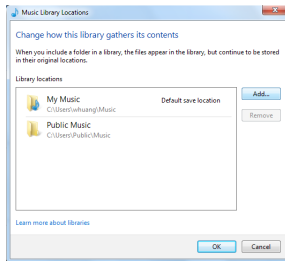 Music Library Locations
Change how this library gathers its contents
When you include a folder in a library, the files appear in the library, but continue to be stored
in their original locations.
Library locations
My Music Default save location
C:\Users\whuang\Music
Public Music
C:\Users\Public\Music
Add...
Remove
Learn more about libraries
OK Cancel